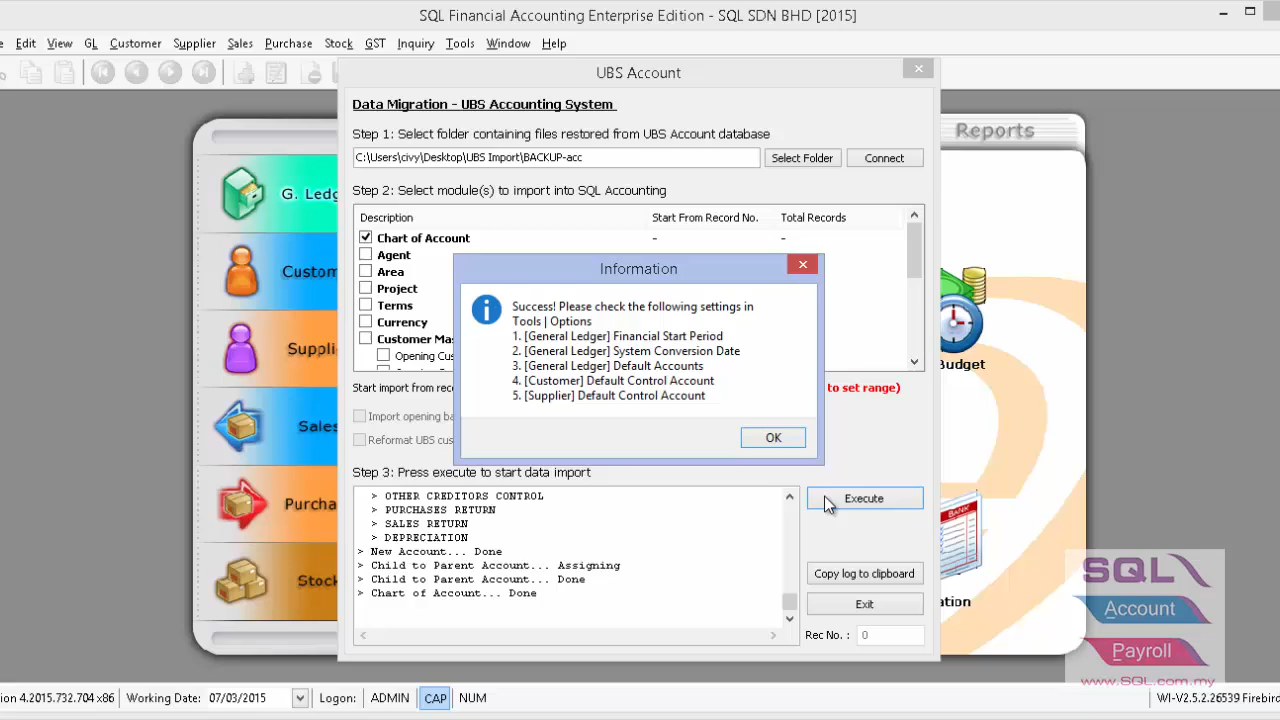 SQL Financial Accounting Enterprise Edition - SQL SDN BHD [2015]
Edit View GL Customer Supplier Sales Purchase Stock GST Inquiry Tools Window Help
UBS Account
Data Migration - UBS Accounting System
Step 1: Select folder containing files restored from UBS Account database
C:\Users\civy\Desktop\UBS Import\BACKUP-acc
Select Folder
Connect
Step 2: Select module(s) to import into SQL Accounting
Description Start From Record No. Total Records
Chart of Account - -
Agent
Area
Project
Terms
Currency
Customer Ma
Opening Cu
Start import from rec
to set range)
Import opening ba
Reformat UBS cus
Information
Success! Please check the following settings in
Tools | Options
1. [General Ledger] Financial Start Period
2. [General Ledger] System Conversion Date
3. [General Ledger] Default Accounts
4. [Customer] Default Control Account
5. [Supplier] Default Control Account
OK
Step 3: Press execute to start data import
> OTHER CREDITORS CONTROL
> PURCHASES RETURN
> SALES RETURN
> DEPRECIATION
> New Account... Done
> Child to Parent Account... Assigning
> Child to Parent Account... Done
> Chart of Account... Done
Execute
Copy log to clipboard
Exit
Rec No. : 0
G. Ledg
Custom
Suppli
Sales
Purcha
Stock
Reports
Budget
ation
SQL
Account
Payroll
www.SQL.com.my
ion 4.2015.732.704 x86 Working Date: 07/03/2015 Logon: ADMIN CAP NUM WI-V2.5.2.26539 Firebird